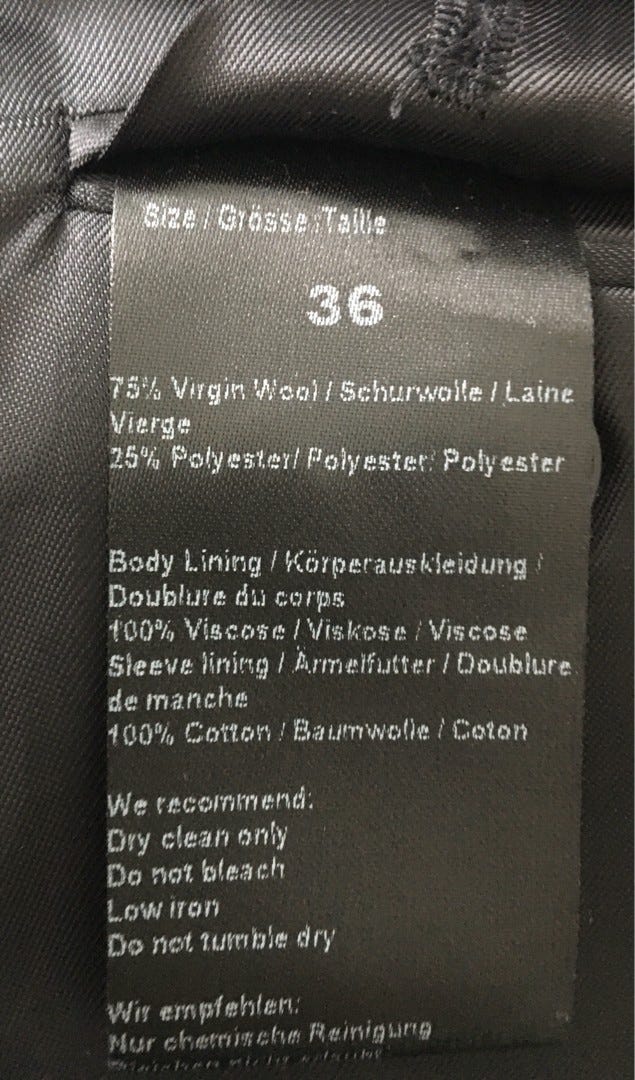 Size / Grösse / Taille
36
75% Virgin Wool / Schurwolle / Laine
Vierge
25% Polyester/ Polyester/ Polyester
Body Lining / Körperauskleidung /
Doublure du corps
100% Viscose / Viskose / Viscose
Sleeve lining / Ärmelfutter / Doublure
de manche
100% Cotton / Baumwolle / Coton
We recommend:
Dry clean only
Do not bleach
Low iron
Do not tumble dry
Wir empfehlen:
Nur chemische Reinigung